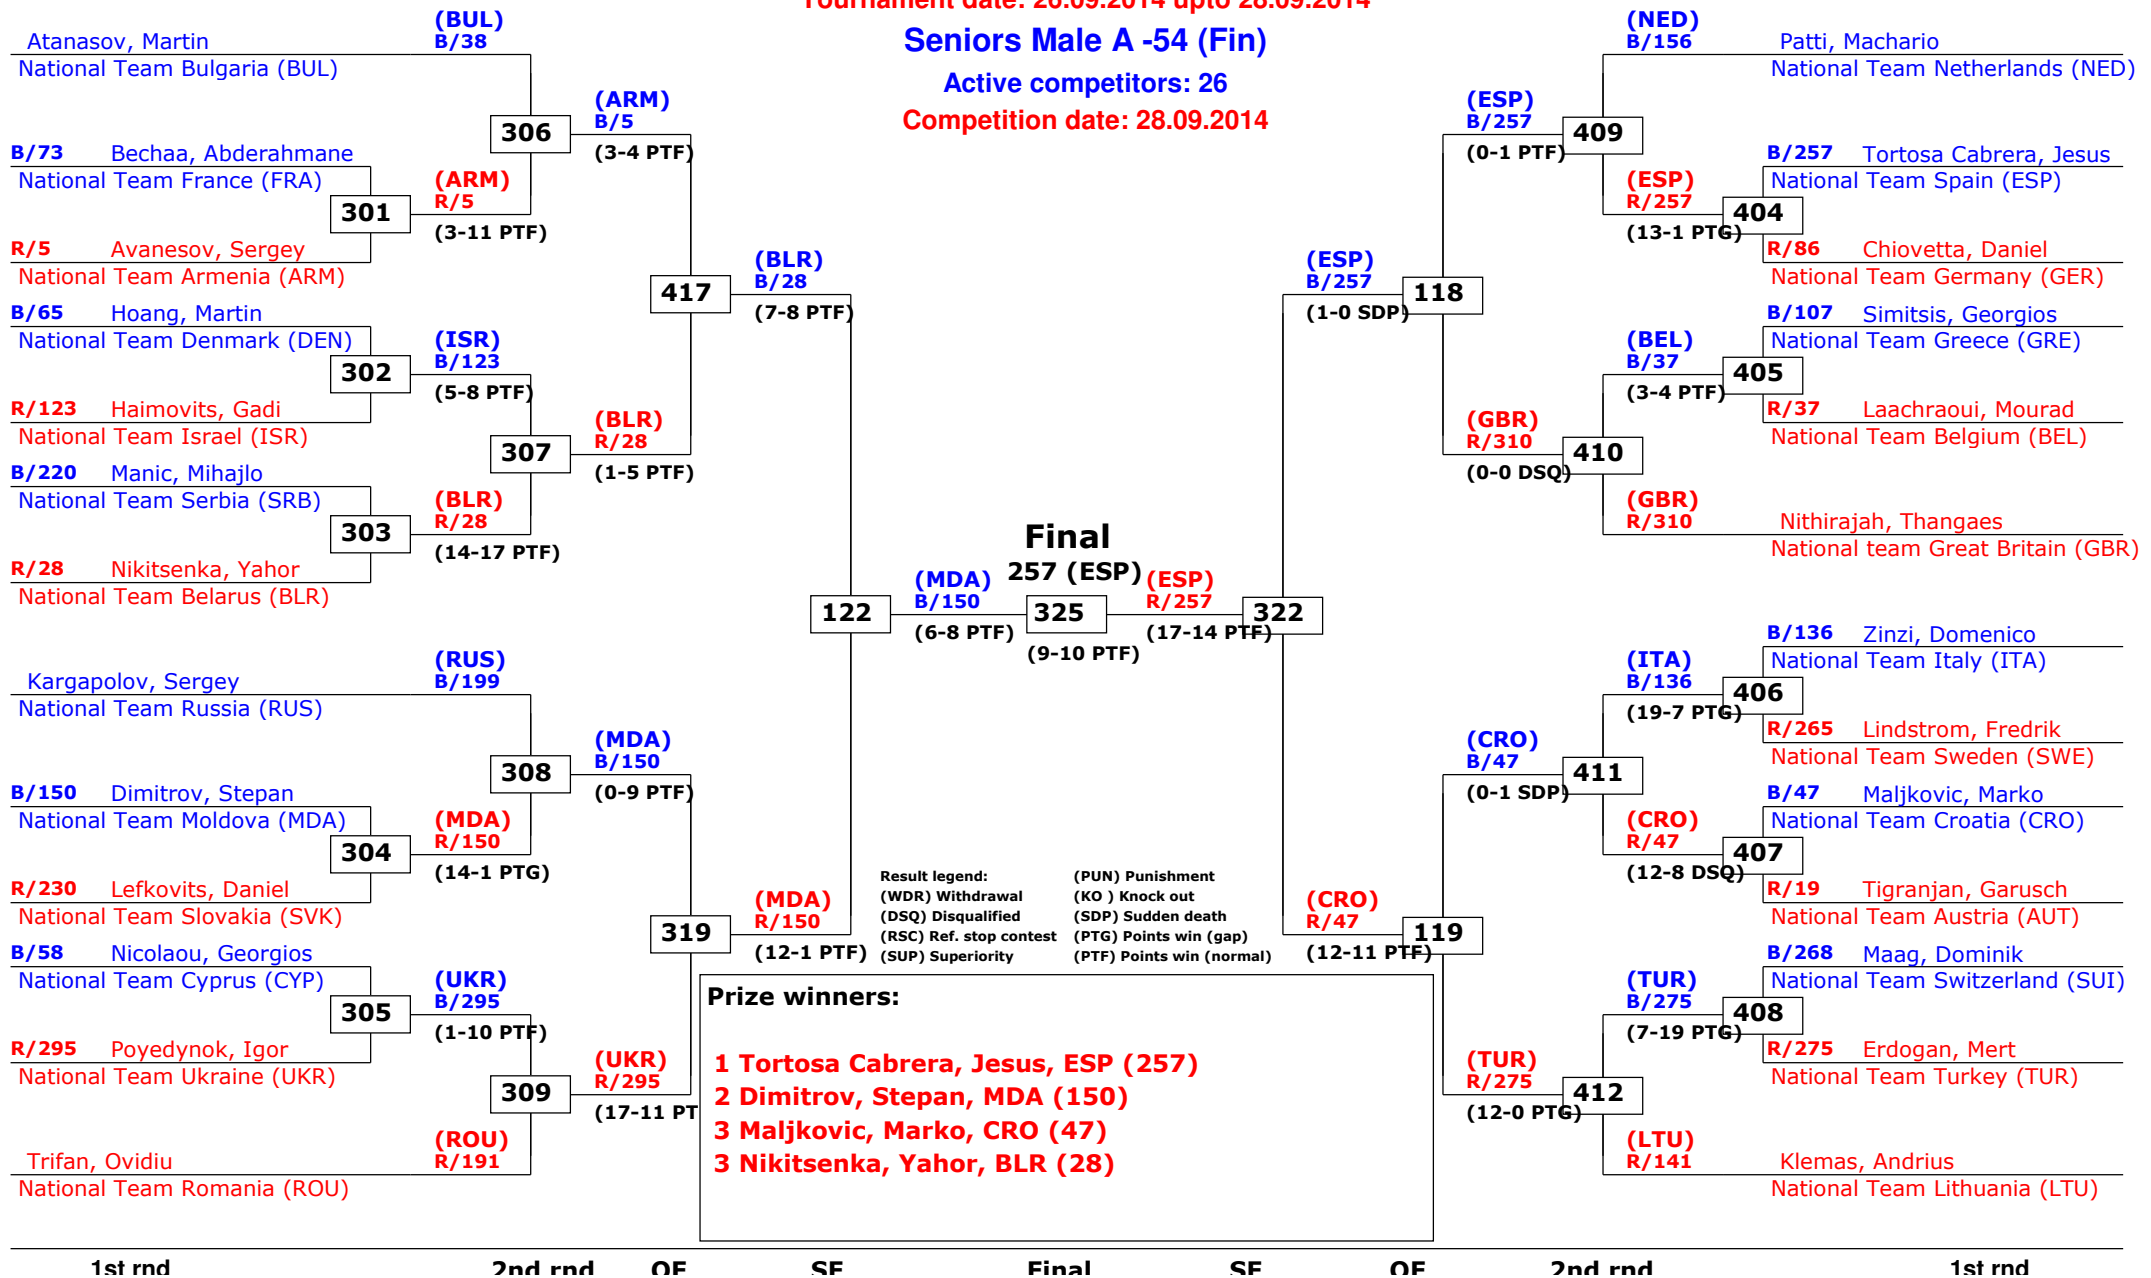 Tournament date: 26.09.2014 upto 28.09.2014
Seniors Male A -54 (Fin)
Active competitors: 26
Competition date: 28.09.2014
Atanasov, Martin
National Team Bulgaria (BUL)
(BUL)
B/38
B/73 Bechaa, Abderahmane
National Team France (FRA)
301
R/5 Avanesov, Sergey
National Team Armenia (ARM)
(ARM)
R/5
(3-11 PTF)
306
(ARM)
B/5
(3-4 PTF)
B/65 Hoang, Martin
National Team Denmark (DEN)
302
R/123 Haimovits, Gadi
National Team Israel (ISR)
(ISR)
B/123
(5-8 PTF)
307
(BLR)
R/28
(1-5 PTF)
B/220 Manic, Mihajlo
National Team Serbia (SRB)
303
R/28 Nikitsenka, Yahor
National Team Belarus (BLR)
(BLR)
R/28
(14-17 PTF)
417
(BLR)
B/28
(7-8 PTF)
Kargapolov, Sergey
National Team Russia (RUS)
(RUS)
B/199
B/150 Dimitrov, Stepan
National Team Moldova (MDA)
304
R/230 Lefkovits, Daniel
National Team Slovakia (SVK)
(MDA)
R/150
(14-1 PTG)
308
(MDA)
B/150
(0-9 PTF)
B/58 Nicolaou, Georgios
National Team Cyprus (CYP)
305
R/295 Poyedynok, Igor
National Team Ukraine (UKR)
(UKR)
B/295
(1-10 PTF)
309
(UKR)
R/295
(17-11 PT
Trifan, Ovidiu
National Team Romania (ROU)
(ROU)
R/191
319
(MDA)
R/150
(12-1 PTF)
122
(MDA)
B/150
(6-8 PTF)
Final
257 (ESP)
325
(9-10 PTF)
(ESP)
R/257
(17-14 PTF)
322
(NED)
B/156
Patti, Machario
National Team Netherlands (NED)
409
(ESP)
B/257
(0-1 PTF)
B/257 Tortosa Cabrera, Jesus
National Team Spain (ESP)
(ESP)
R/257
(13-1 PTG)
404
R/86 Chiovetta, Daniel
National Team Germany (GER)
118
(ESP)
B/257
(1-0 SDP)
B/107 Simitsis, Georgios
National Team Greece (GRE)
(BEL)
B/37
(3-4 PTF)
405
R/37 Laachraoui, Mourad
National Team Belgium (BEL)
(GBR)
R/310
(0-0 DSQ)
410
(GBR)
R/310
Nithirajah, Thangaes
National team Great Britain (GBR)
B/136 Zinzi, Domenico
National Team Italy (ITA)
(ITA)
B/136
(19-7 PTG)
406
R/265 Lindstrom, Fredrik
National Team Sweden (SWE)
(CRO)
B/47
(0-1 SDP)
411
B/47 Maljkovic, Marko
National Team Croatia (CRO)
(CRO)
R/47
(12-8 DSQ)
407
R/19 Tigranjan, Garusch
National Team Austria (AUT)
(CRO)
R/47
(12-11 PTF)
119
B/268 Maag, Dominik
National Team Switzerland (SUI)
(TUR)
B/275
(7-19 PTG)
408
R/275 Erdogan, Mert
National Team Turkey (TUR)
(TUR)
R/275
(12-0 PTG)
412
(LTU)
R/141
Klemas, Andrius
National Team Lithuania (LTU)
Result legend: (PUN) Punishment
(WDR) Withdrawal (KO ) Knock out
(DSQ) Disqualified (SDP) Sudden death
(RSC) Ref. stop contest (PTG) Points win (gap)
(SUP) Superiority (PTF) Points win (normal)
Prize winners:
1 Tortosa Cabrera, Jesus, ESP (257)
2 Dimitrov, Stepan, MDA (150)
3 Maljkovic, Marko, CRO (47)
3 Nikitsenka, Yahor, BLR (28)
1st rnd 2nd rnd QF SF Final SF QF 2nd rnd 1st rnd